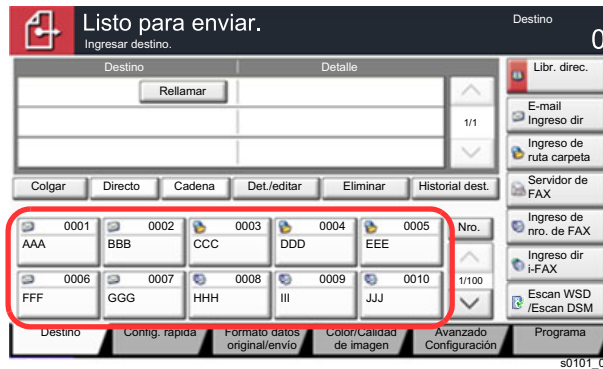 Listo para enviar.
Ingresar destino.
Destino
0
Destino Detalle
Rellamar
1/1
Colgar Directo Cadena Det./editar Eliminar Historial dest.
0001 0002 0003 0004 0005 Nro.
AAA BBB CCC DDD EEE
0006 0007 0008 0009 0010 1/100
FFF GGG HHH III JJJ
Libr. direc.
E-mail
Ingreso dir
Ingreso de
ruta carpeta
Servidor de
FAX
Ingreso de
nro. de FAX
Ingreso dir
i-FAX
Escan WSD
/Escan DSM
Destino Config. rápida Formato datos Color/Calidad Avanzado Programa
original/envío de imagen Configuración
s0101_0